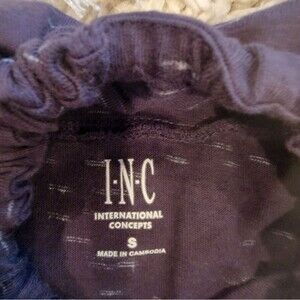 I·N·C
INTERNATIONAL
CONCEPTS
S
MADE IN CAMBODIA